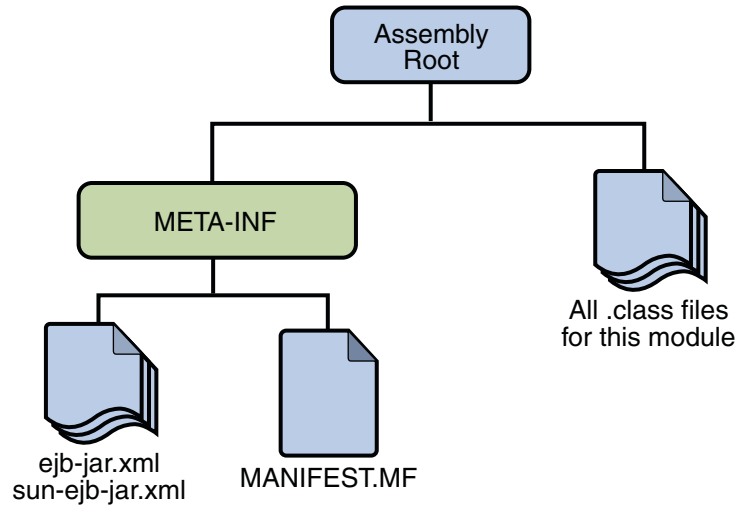 Assembly
Root
META-INF
All .class files
for this module
ejb-jar.xml
sun-ejb-jar.xml
MANIFEST.MF